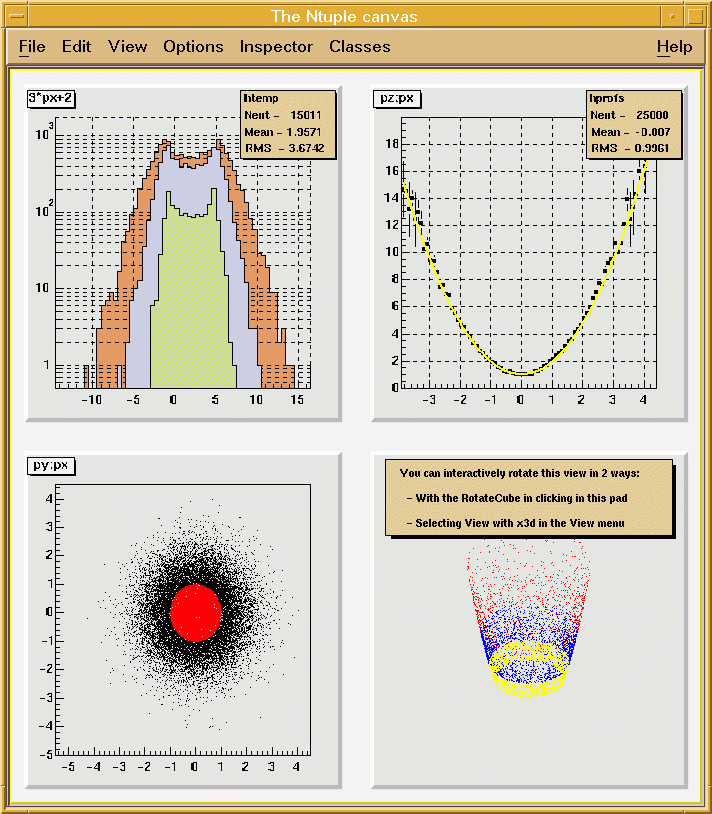 The Ntuple canvas
File Edit View Options Inspector Classes Help
3*px+2
htemp
Nent = 15011
Mean = 1.9571
RMS = 3.6742
10³
10²
10
1
-10 -5 0 5 10 15
pz:px
hprofs
Nent = 25000
Mean = -0.007
RMS = 0.9961
18
16
14
12
10
8
6
4
2
0
-3 -2 -1 0 1 2 3 4
py:px
4
3
2
1
0
-1
-2
-3
-4
-5
-5 -4 -3 -2 -1 0 1 2 3 4
You can interactively rotate this view in 2 ways:
- With the RotateCube in clicking in this pad
- Selecting View with x3d in the View menu